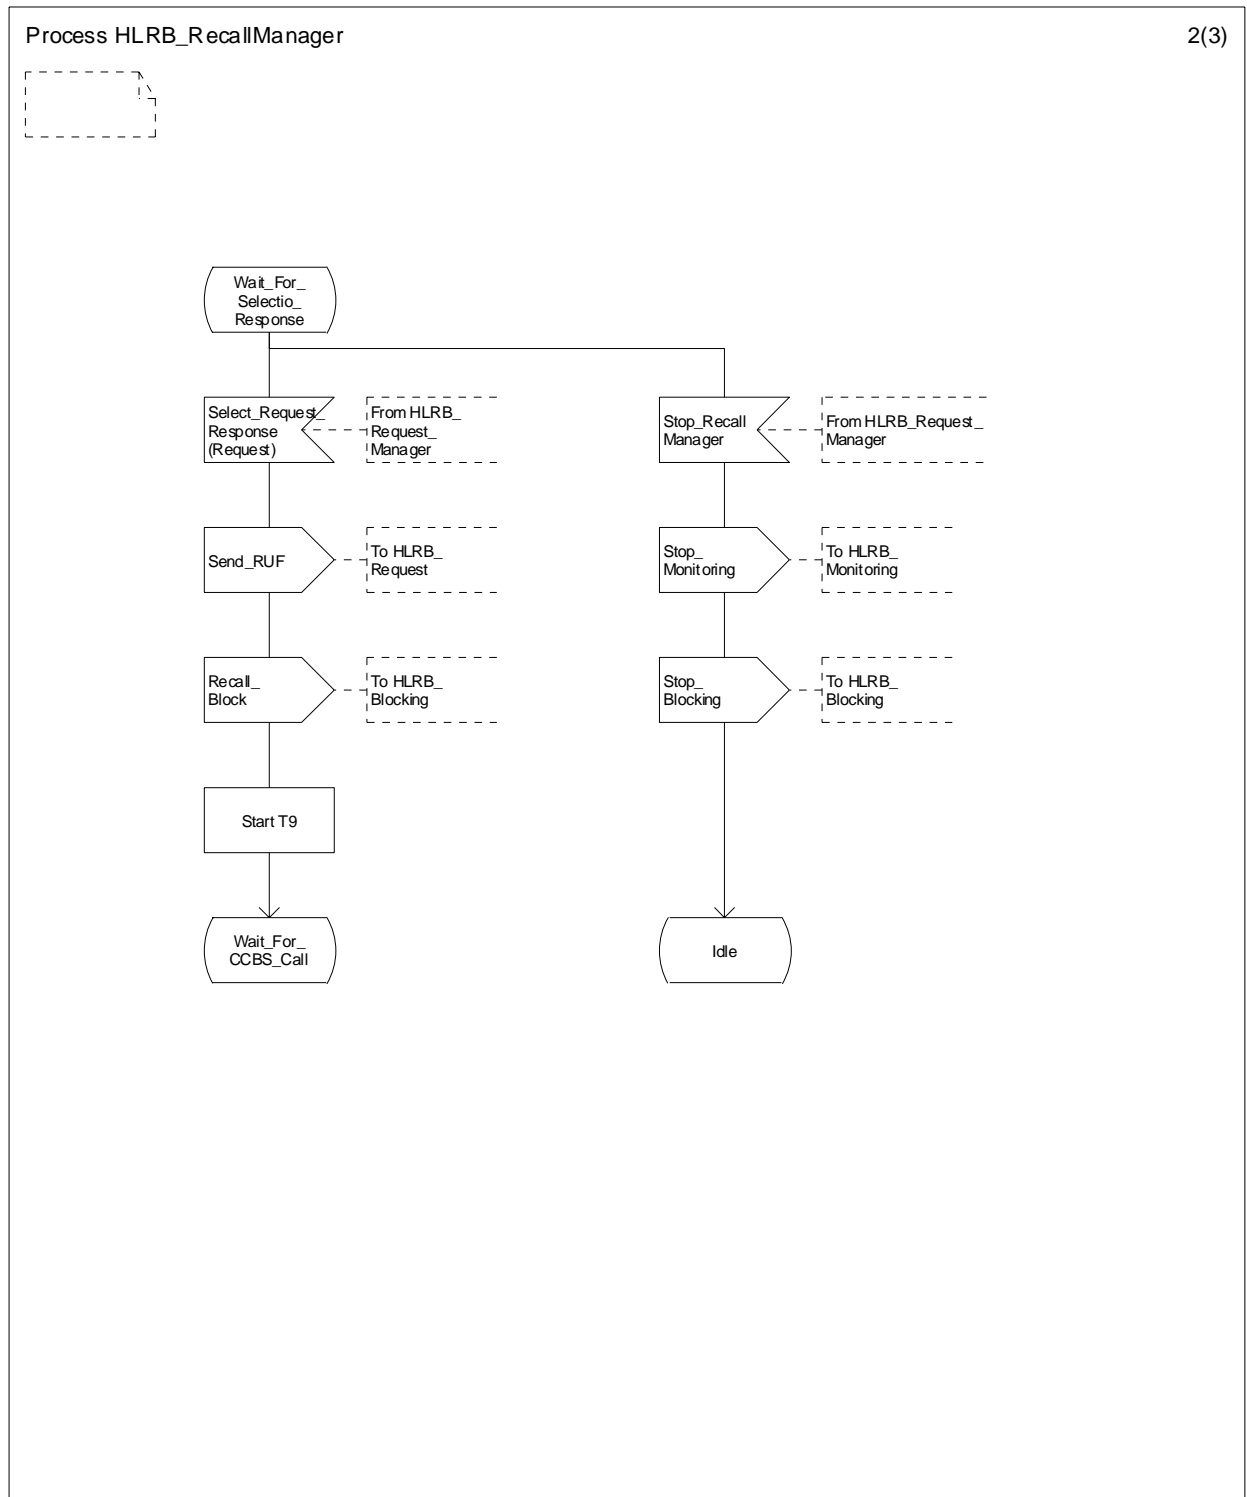 Process HLRB_RecallManager
2(3)
Wait_For_
Selectio_
Response
Select_Request_
Response
(Request)
From HLRB_
Request_
Manager
Stop_Recall
Manager
From HLRB_Request_
Manager
Send_RUF
To HLRB_
Request
Stop_
Monitoring
To HLRB_
Monitoring
Recall_
Block
To HLRB_
Blocking
Stop_
Blocking
To HLRB_
Blocking
Start T9
Wait_For_
CCBS_Call
Idle